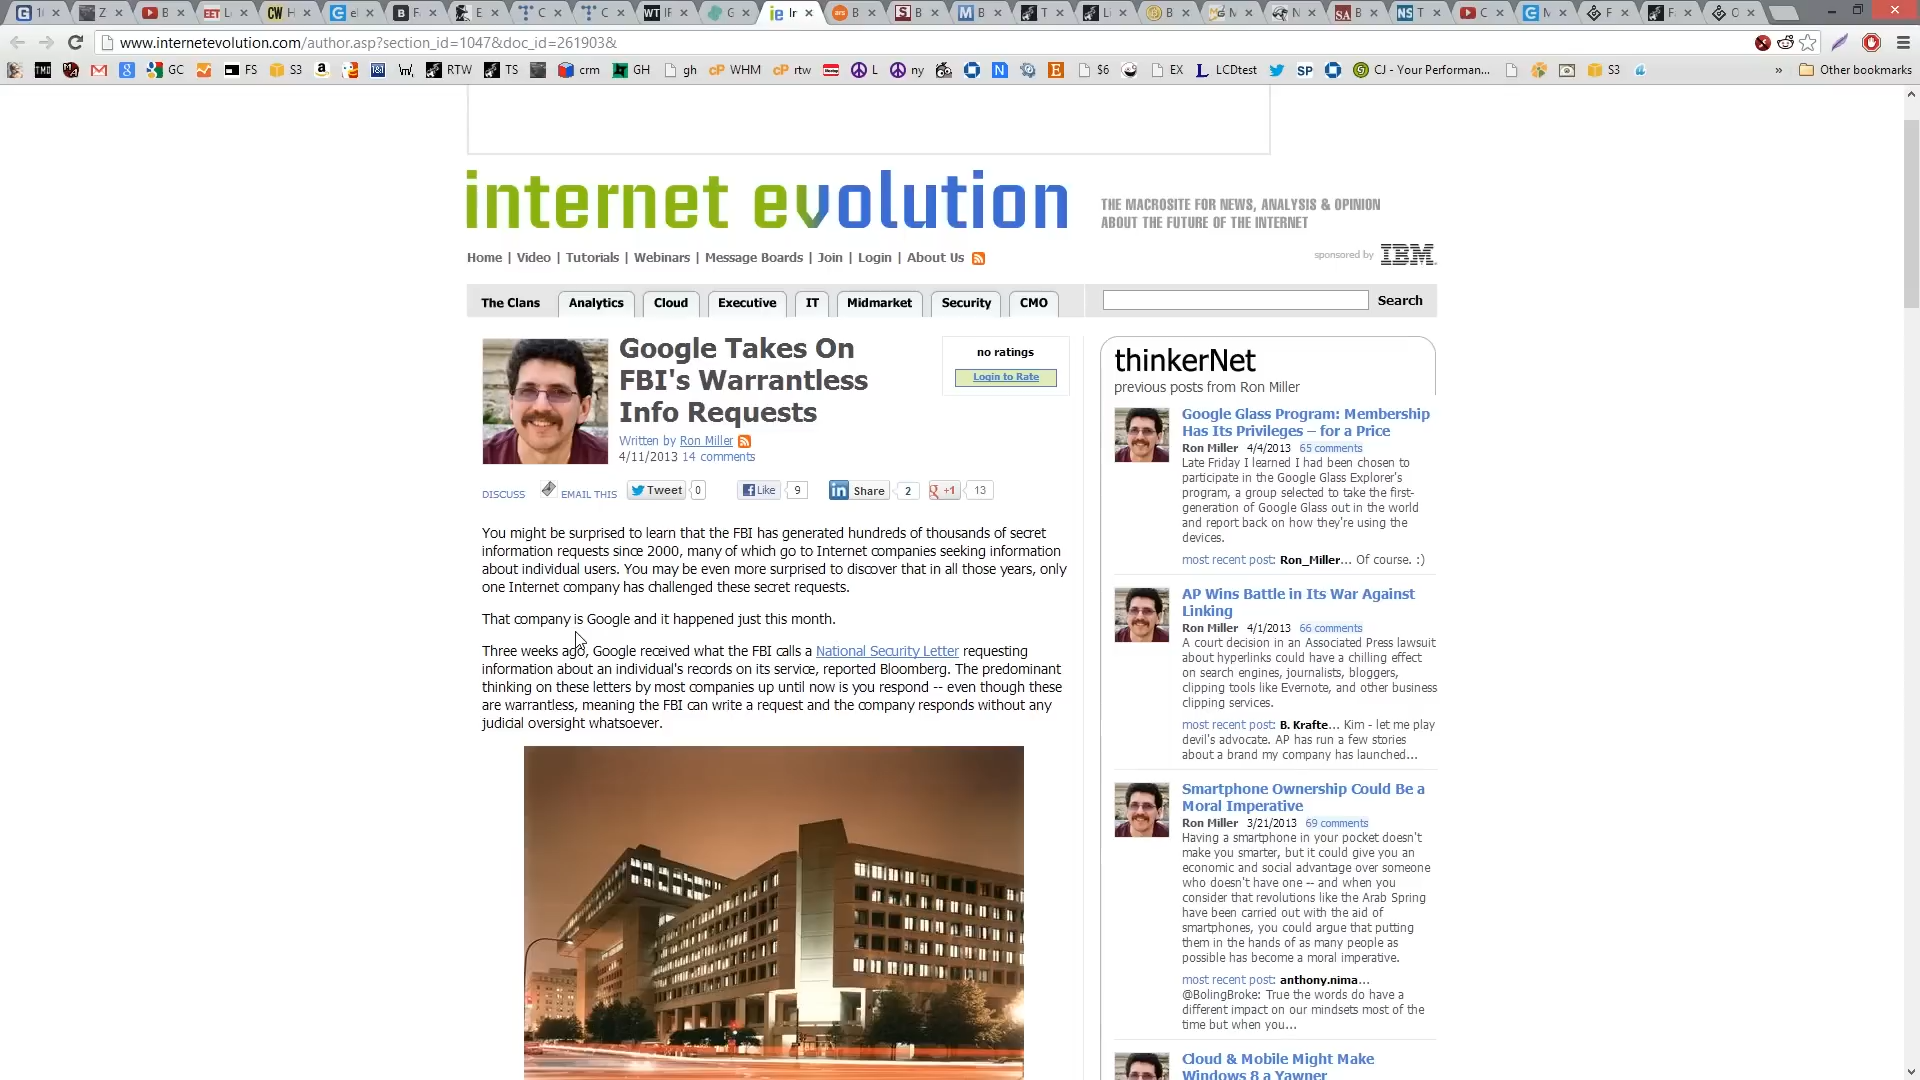 www.internetevolution.com/author.asp?section_id=1047&doc_id=261903&
GC FS S3 RTW TS crm GH gh WHM rtw L ny $6 EX LCDtest SP CJ - Your Performan... S3 » Other bookmarks
internet evolution
THE MACROSITE FOR NEWS, ANALYSIS & OPINION
ABOUT THE FUTURE OF THE INTERNET
Home | Video | Tutorials | Webinars | Message Boards | Join | Login | About Us
sponsored by IBM
The Clans Analytics Cloud Executive IT Midmarket Security CMO Search
Google Takes On
FBI's Warrantless
Info Requests
Written by Ron Miller
4/11/2013 14 comments
no ratings
Login to Rate
DISCUSS EMAIL THIS Tweet 0 Like 9 Share 2 +1 13
You might be surprised to learn that the FBI has generated hundreds of thousands of secret
information requests since 2000, many of which go to Internet companies seeking information
about individual users. You may be even more surprised to discover that in all those years, only
one Internet company has challenged these secret requests.
That company is Google and it happened just this month.
Three weeks ago, Google received what the FBI calls a National Security Letter requesting
information about an individual's records on its service, reported Bloomberg. The predominant
thinking on these letters by most companies up until now is you respond -- even though these
are warrantless, meaning the FBI can write a request and the company responds without any
judicial oversight whatsoever.
thinkerNet
previous posts from Ron Miller
Google Glass Program: Membership
Has Its Privileges – for a Price
Ron Miller 4/4/2013 65 comments
Late Friday I learned I had been chosen to
participate in the Google Glass Explorer's
program, a group selected to take the first-
generation of Google Glass out in the world
and report back on how they're using the
devices.
most recent post: Ron_Miller... Of course. :)
AP Wins Battle in Its War Against
Linking
Ron Miller 4/1/2013 66 comments
A court decision in an Associated Press lawsuit
about hyperlinks could have a chilling effect
on search engines, journalists, bloggers,
clipping tools like Evernote, and other business
clipping services.
most recent post: B. Krafte... Kim - let me play
devil's advocate. AP has run a few stories
about a brand my company has launched...
Smartphone Ownership Could Be a
Moral Imperative
Ron Miller 3/21/2013 69 comments
Having a smartphone in your pocket doesn't
make you smarter, but it could give you an
economic and social advantage over someone
who doesn't have one -- and when you
consider that revolutions like the Arab Spring
have been carried out with the aid of
smartphones, you could argue that putting
them in the hands of as many people as
possible has become a moral imperative.
most recent post: anthony.nima...
@BolingBroke: True the words do have a
different impact on our mindsets most of the
time but when you...
Cloud & Mobile Might Make
Windows 8 a Yawner